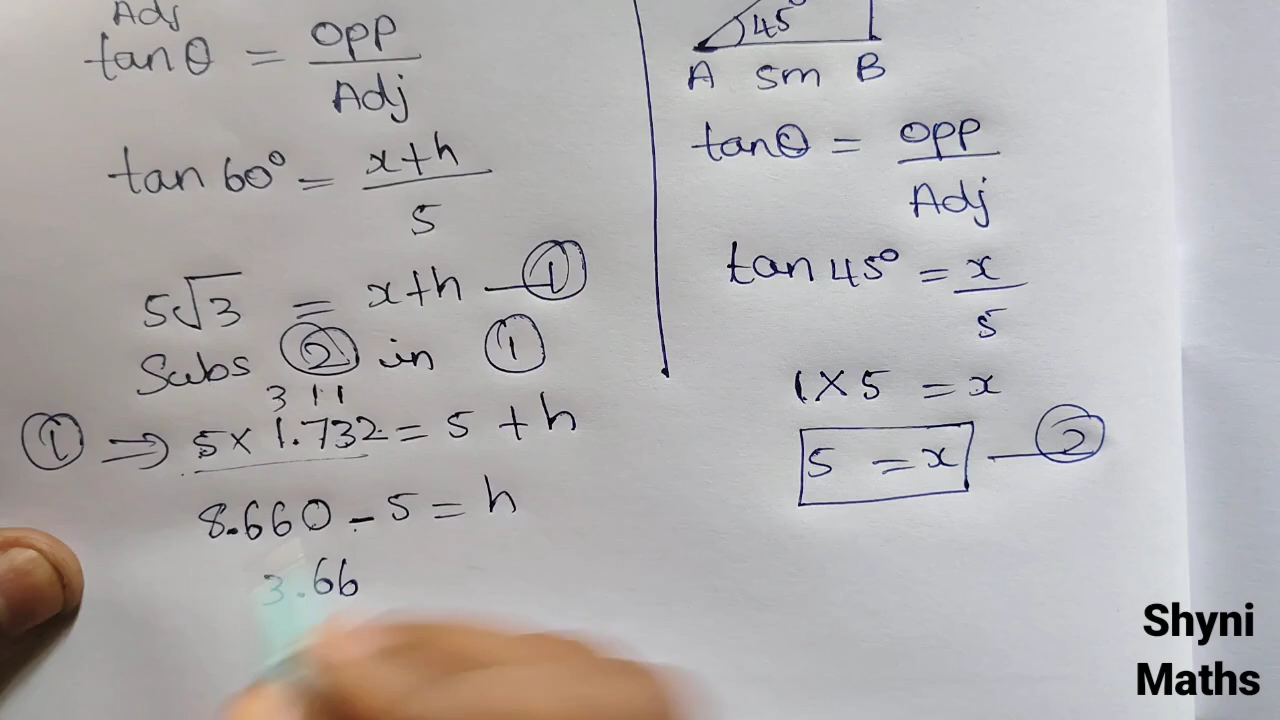 Adj
tanθ = Opp/Adj
tan 60° = x+h/5
5√3 = x+h — ①
Subs ② in ①
3 1 1
① ⇒ 5 × 1.732 = 5 + h
8.660 - 5 = h
3.66
45°
A 5m B
tanθ = Opp/Adj
tan 45° = x/5
1 × 5 = x
5 = x — ②
Shyni
Maths